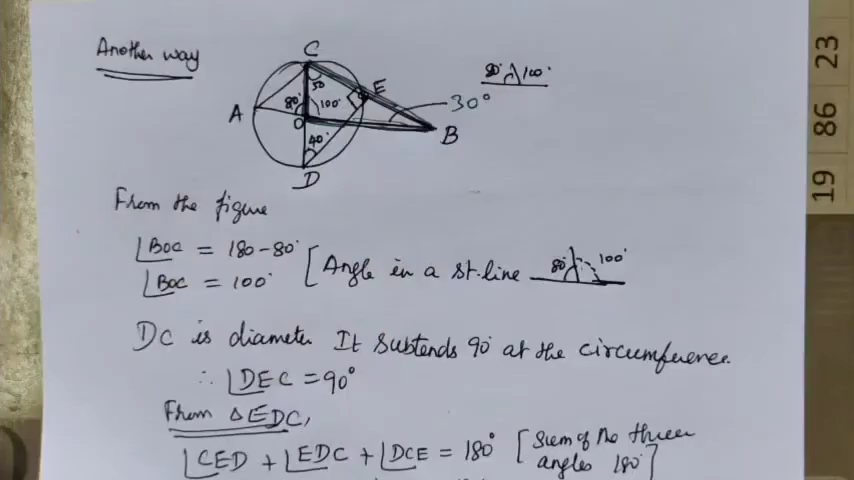 Another way
C
50
E
80° 100°
30°
A
80°
100°
O
B
40°
D
From the figure
∠BOC = 180-80°
∠BOC = 100°
[Angle in a st.line
80° 100°
DC is diameter It subtends 90° at the circumference
∴ ∠DEC = 90°
From △EDC,
∠CED + ∠EDC + ∠DCE = 180° [Sum of the three
angles 180°]
23
86
19